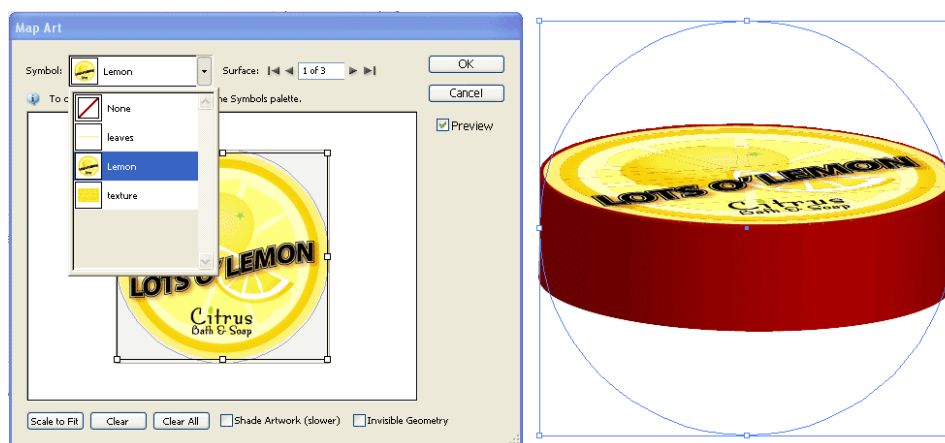 Map Art
Symbol: Lemon Surface: 1 of 3 OK
To c he Symbols palette. Cancel
None Preview
leaves
Lemon
texture
LOTS O' LEMON
Citrus
Bath & Soap
LOTS O' LEMON
Citrus
Bath & Soap
Scale to Fit Clear Clear All Shade Artwork (slower) Invisible Geometry